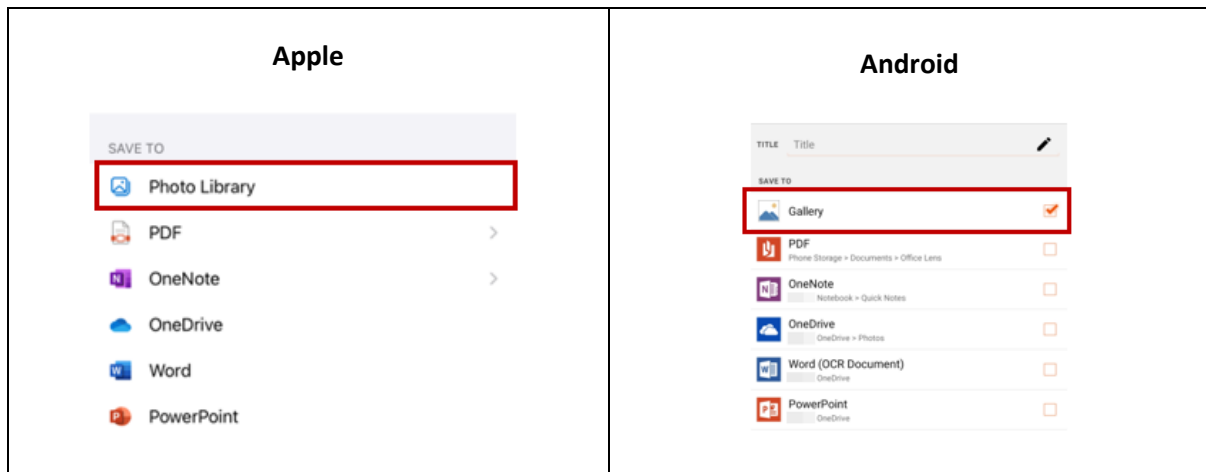 Apple
SAVE TO
Photo Library
PDF
OneNote
OneDrive
Word
PowerPoint
Android
TITLE Title
SAVE TO
Gallery
PDF
Phone Storage > Documents > Office Lens
OneNote
Notebook > Quick Notes
OneDrive
OneDrive > Photos
Word (OCR Document)
OneDrive
PowerPoint
OneDrive